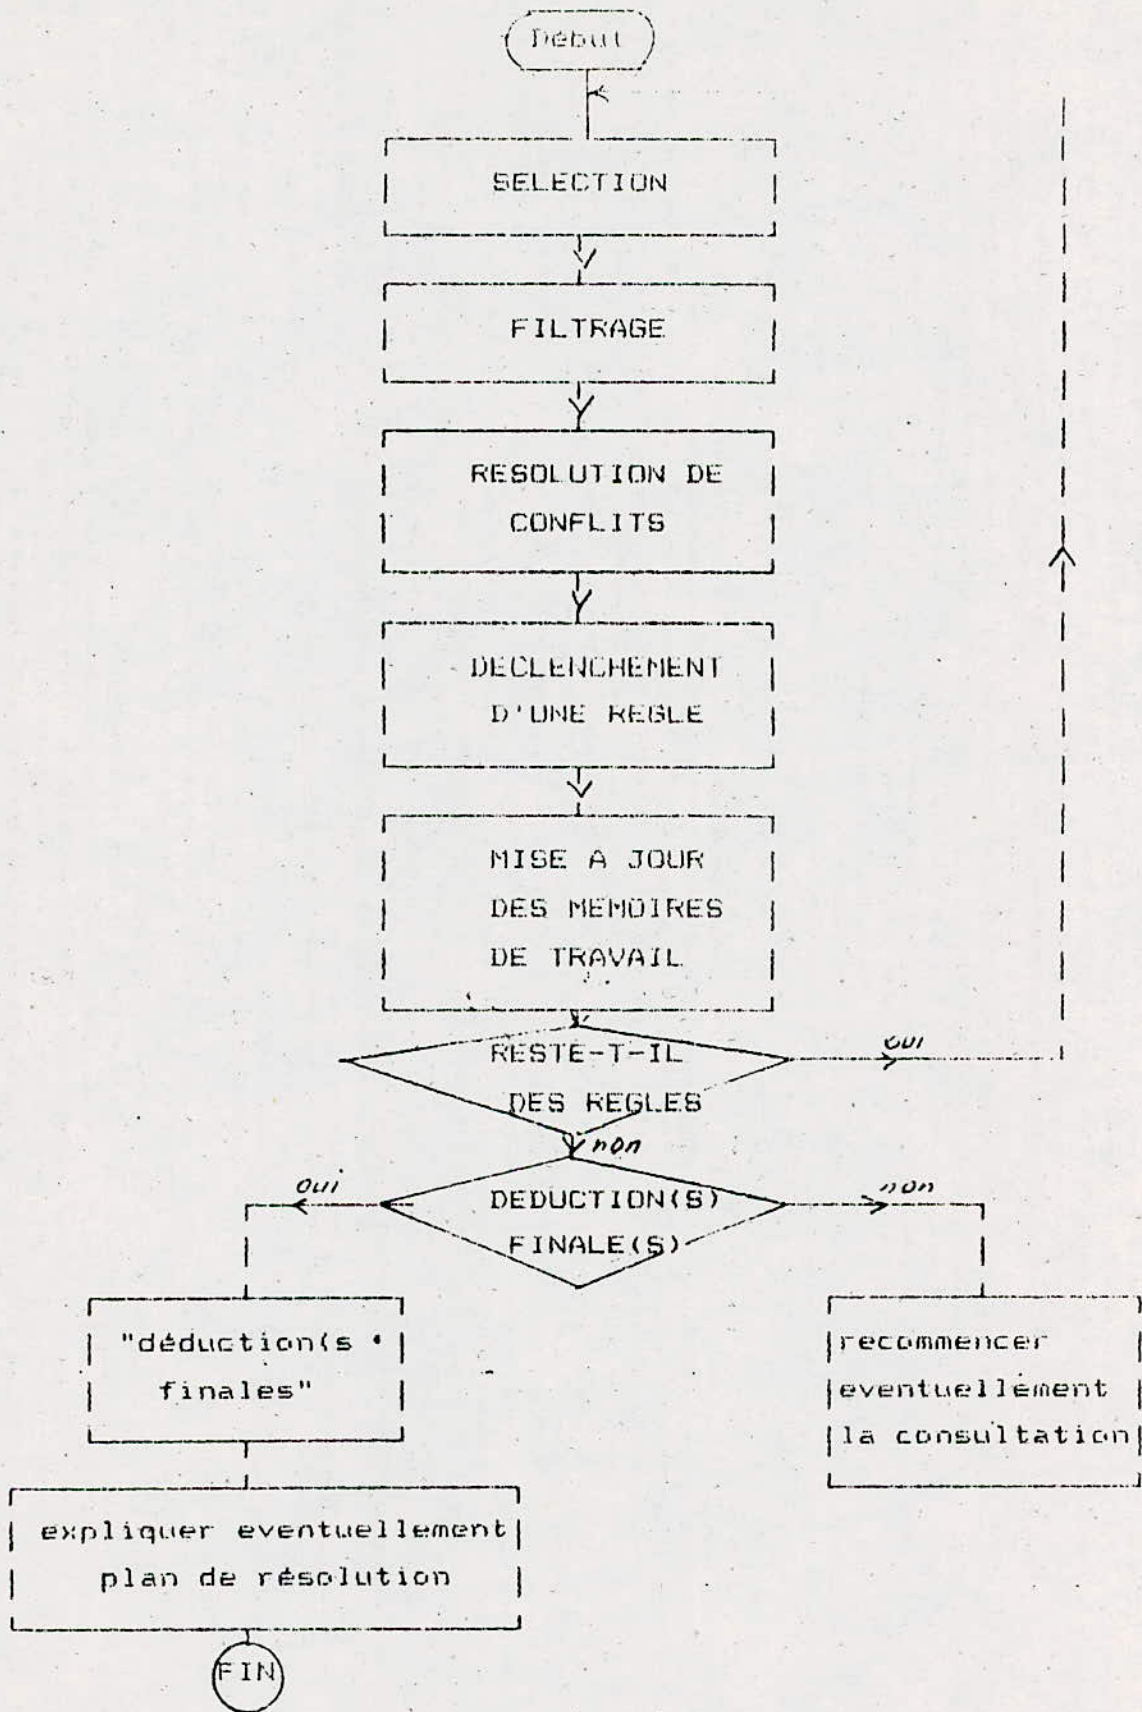 Début
SELECTION
FILTRAGE
RESOLUTION DE
CONFLITS
DECLENCHEMENT
D'UNE REGLE
MISE A JOUR
DES MEMOIRES
DE TRAVAIL
RESTE-T-IL
DES REGLES
oui
non
DEDUCTION(S)
FINALE(S)
oui
non
"déduction(s
finales"
recommencer
eventuellement
la consultation
expliquer eventuellement
plan de résolution
FIN